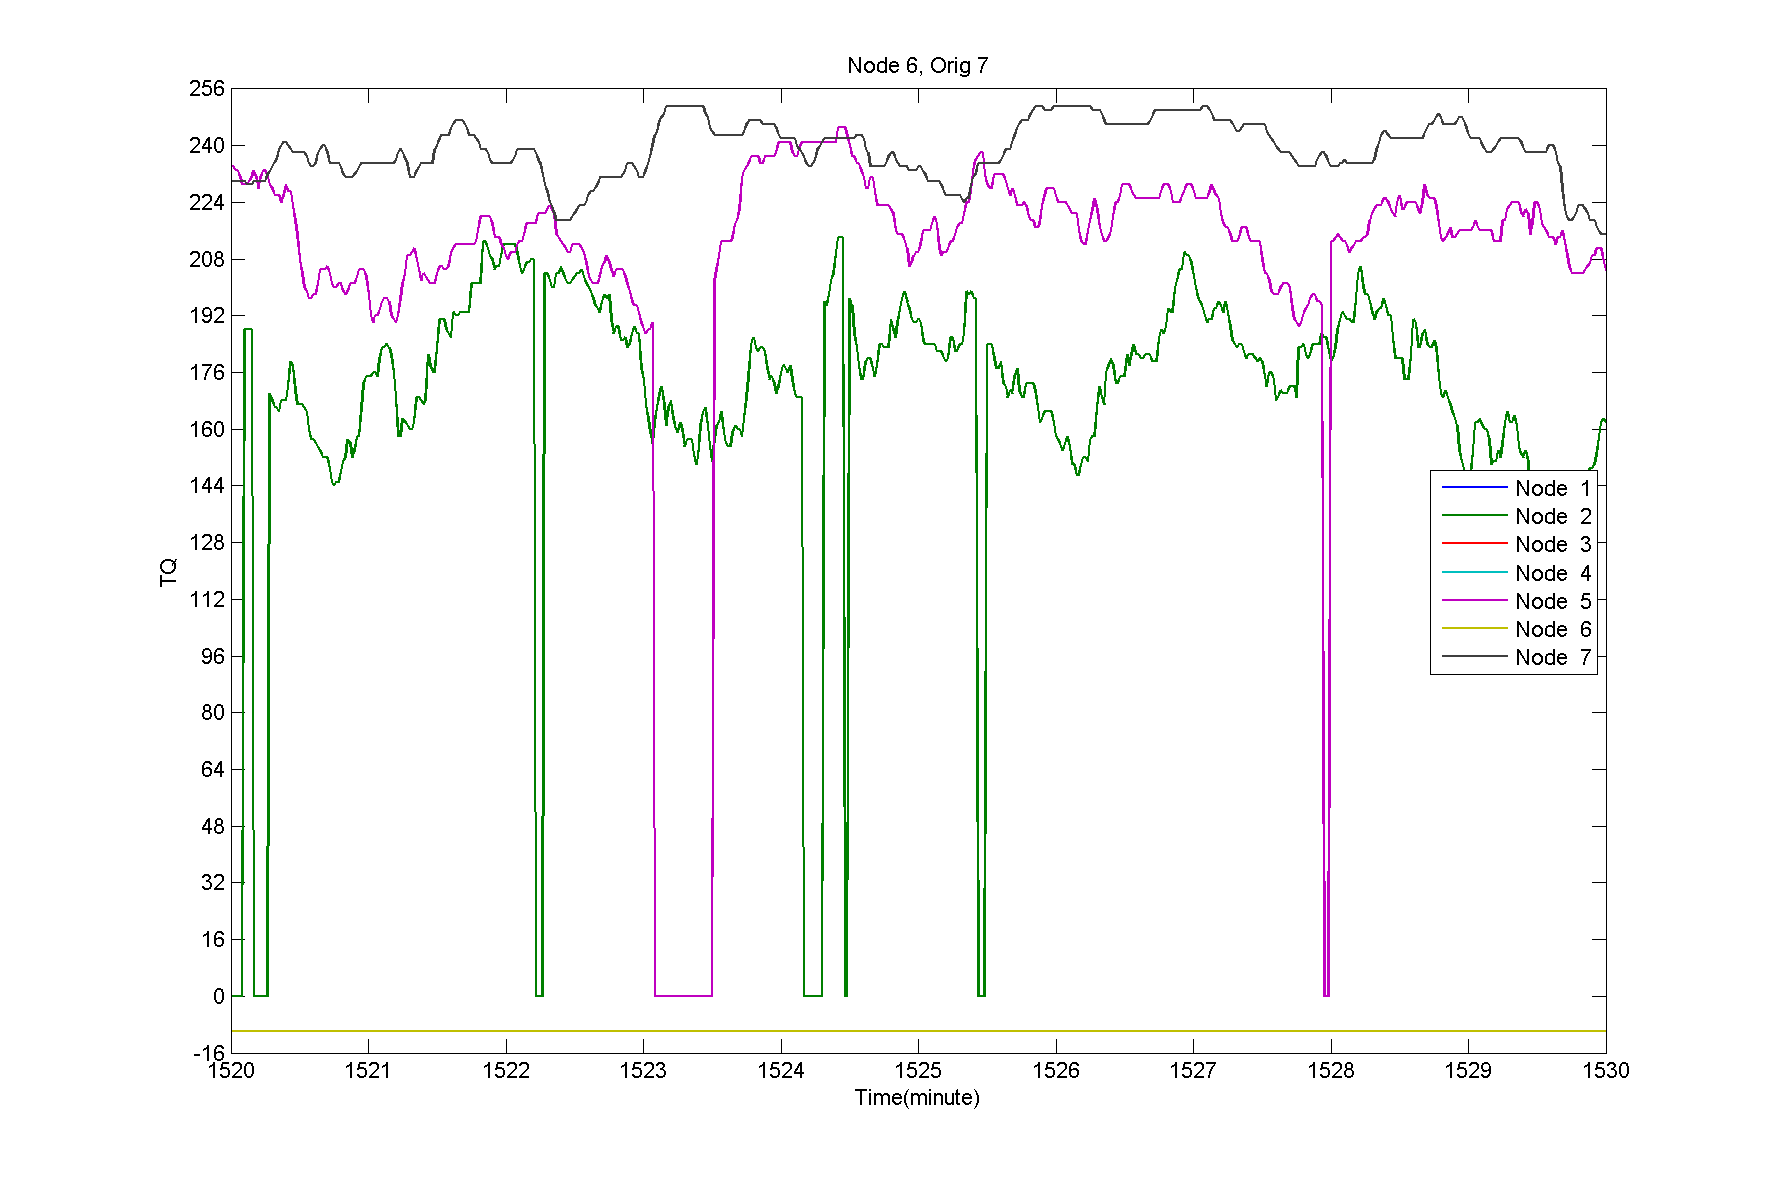 Node 6, Orig 7
256
240
224
208
192
176
160
144
128
112
96
80
64
48
32
16
0
-16
TQ
1520 1521 1522 1523 1524 1525 1526 1527 1528 1529 1530
Time(minute)
Node 1
Node 2
Node 3
Node 4
Node 5
Node 6
Node 7